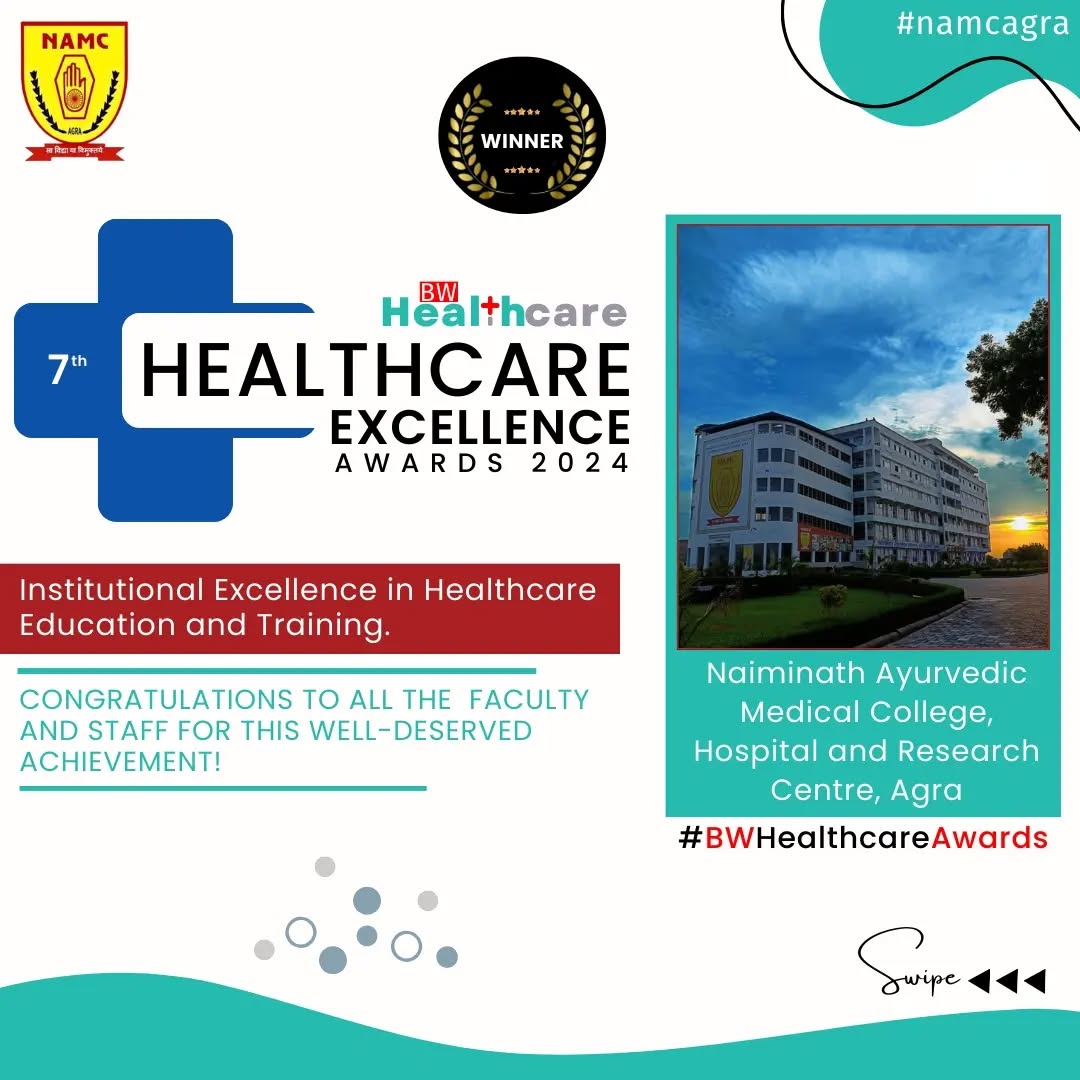 #namcagra
NAMC
AGRA
सा विद्या या विमुक्तये
WINNER
7th
BW
Healthcare
HEALTHCARE
EXCELLENCE
AWARDS 2024
Institutional Excellence in Healthcare
Education and Training.
CONGRATULATIONS TO ALL THE FACULTY
AND STAFF FOR THIS WELL-DESERVED
ACHIEVEMENT!
NAMC
Naiminath Ayurvedic
Medical College,
Hospital and Research
Centre, Agra
#BWHealthcareAwards
Swipe